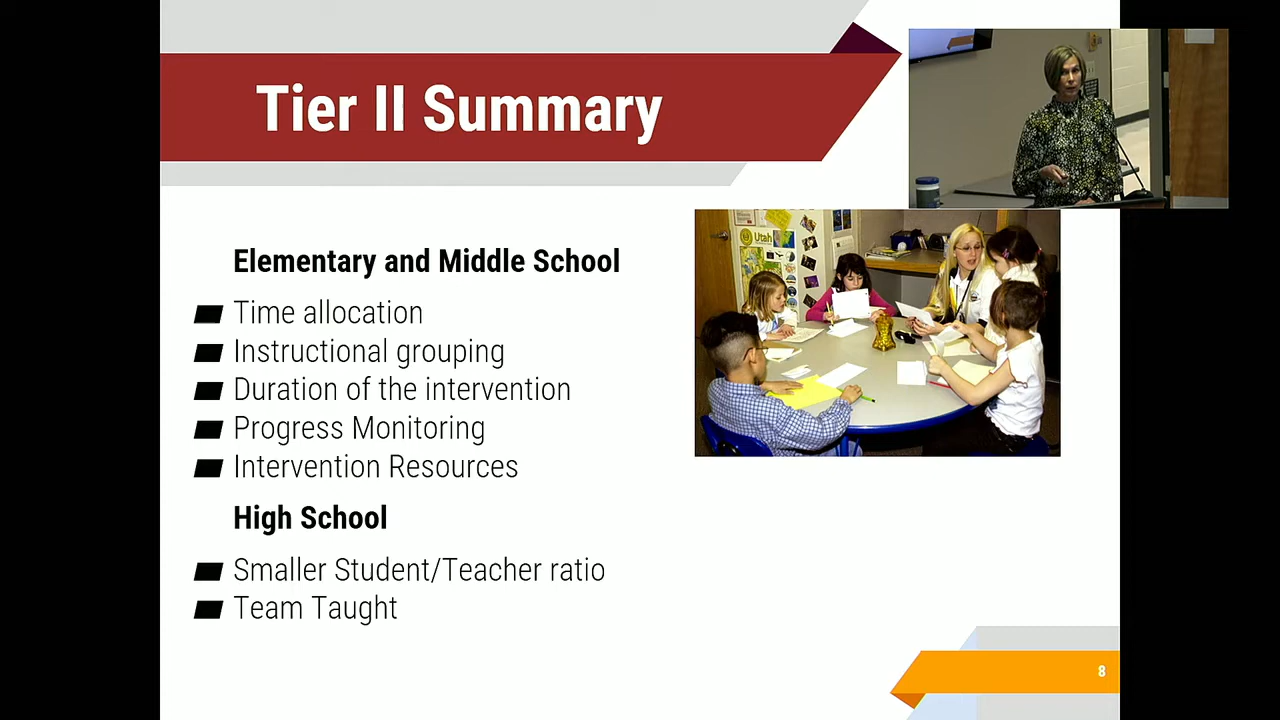 Tier II Summary
Elementary and Middle School
Time allocation
Instructional grouping
Duration of the intervention
Progress Monitoring
Intervention Resources
High School
Smaller Student/Teacher ratio
Team Taught
Utah
8